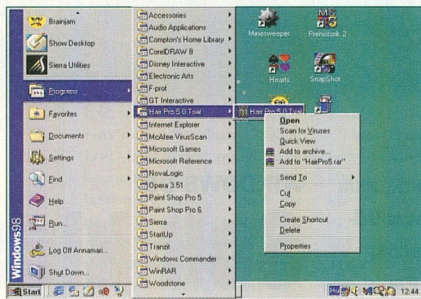 Brainjam
Show Desktop
Sierra Utilities
Programs
Favorites
Documents
Settings
Find
Help
Run...
Log Off Annamari...
Shut Down...
Windows98
Accessories
Audio Applications
Compton's Home Library
CorelDRAW 8
Disney Interactive
Electronic Arts
F-prot
GT Interactive
Hair Pro 5.0 Trial
Internet Explorer
McAfee VirusScan
Microsoft Games
Microsoft Reference
NovaLogic
Opera 3.51
Paint Shop Pro 5
Paint Shop Pro 6
Sierra
StartUp
Tranzit
Windows Commander
WinRAR
Woodstone
Hair Pro 5.0 Trial
Open
Scan for Viruses
Quick View
Add to archive...
Add to "HairPro5.rar"
Send To
Cut
Copy
Create Shortcut
Delete
Properties
Minesweeper
Prehistorik 2
Hearts
SnapShot
Start
Hu
12:44